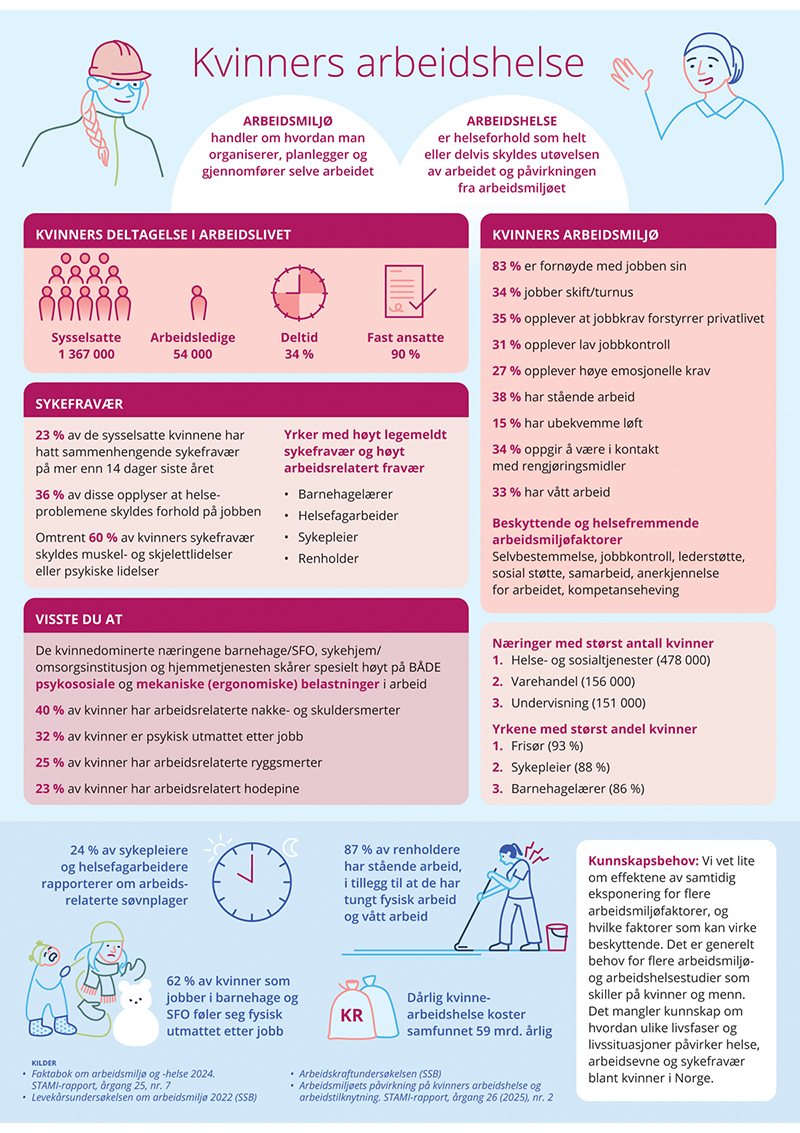 Kvinners arbeidshelse
ARBEIDSMILJØ
handler om hvordan man
organiserer, planlegger og
gjennomfører selve arbeidet
ARBEIDSHELSE
er helseforhold som helt
eller delvis skyldes utøvelsen
av arbeidet og påvirkningen
fra arbeidsmiljøet
KVINNERS DELTAGELSE I ARBEIDSLIVET
Sysselsatte
1 367 000
Arbeidsledige
54 000
Deltid
34 %
Fast ansatte
90 %
SYKEFRAVÆR
23 % av de sysselsatte kvinnene har
hatt sammenhengende sykefravær
på mer enn 14 dager siste året
36 % av disse opplyser at helse-
problemene skyldes forhold på jobben
Omtrent 60 % av kvinners sykefravær
skyldes muskel- og skjelettlidelser
eller psykiske lidelser
Yrker med høyt legemeldt
sykefravær og høyt
arbeidsrelatert fravær
• Barnehagelærer
• Helsefagarbeider
• Sykepleier
• Renholder
VISSTE DU AT
De kvinnedominerte næringene barnehage/SFO, sykehjem/
omsorgsinstitusjon og hjemmetjenesten skårer spesielt høyt på BÅDE
psykososiale og mekaniske (ergonomiske) belastninger i arbeid
40 % av kvinner har arbeidsrelaterte nakke- og skuldersmerter
32 % av kvinner er psykisk utmattet etter jobb
25 % av kvinner har arbeidsrelaterte ryggsmerter
23 % av kvinner har arbeidsrelatert hodepine
KVINNERS ARBEIDSMILJØ
83 % er fornøyde med jobben sin
34 % jobber skift/turnus
35 % opplever at jobbkrav forstyrrer privatlivet
31 % opplever lav jobbkontroll
27 % opplever høye emosjonelle krav
38 % har stående arbeid
15 % har ubekvemme løft
34 % oppgir å være i kontakt
med rengjøringsmidler
33 % har vått arbeid
Beskyttende og helsefremmende
arbeidsmiljøfaktorer
Selvbestemmelse, jobbkontroll, lederstøtte,
sosial støtte, samarbeid, anerkjennelse
for arbeidet, kompetanseheving
Næringer med størst antall kvinner
1. Helse- og sosialtjenester (478 000)
2. Varehandel (156 000)
3. Undervisning (151 000)
Yrkene med størst andel kvinner
1. Frisør (93 %)
2. Sykepleier (88 %)
3. Barnehagelærer (86 %)
24 % av sykepleiere
og helsefagarbeidere
rapporterer om arbeids-
relaterte søvnplager
87 % av renholdere
har stående arbeid,
i tillegg til at de har
tungt fysisk arbeid
og vått arbeid
62 % av kvinner som
jobber i barnehage og
SFO føler seg fysisk
utmattet etter jobb
KR
Dårlig kvinne-
arbeidshelse koster
samfunnet 59 mrd. årlig
Kunnskapsbehov: Vi vet lite
om effektene av samtidig
eksponering for flere
arbeidsmiljøfaktorer, og
hvilke faktorer som kan virke
beskyttende. Det er generelt
behov for flere arbeidsmiljø-
og arbeidshelsestudier som
skiller på kvinner og menn.
Det mangler kunnskap om
hvordan ulike livsfaser og
livssituasjoner påvirker helse,
arbeidsevne og sykefravær
blant kvinner i Norge.
KILDER
• Faktabok om arbeidsmiljø og -helse 2024.
STAMI-rapport, årgang 25, nr. 7
• Levekårsundersøkelsen om arbeidsmiljø 2022 (SSB)
• Arbeidskraftundersøkelsen (SSB)
• Arbeidsmiljøets påvirkning på kvinners arbeidshelse og
arbeidstilknytning. STAMI-rapport, årgang 26 (2025), nr. 2